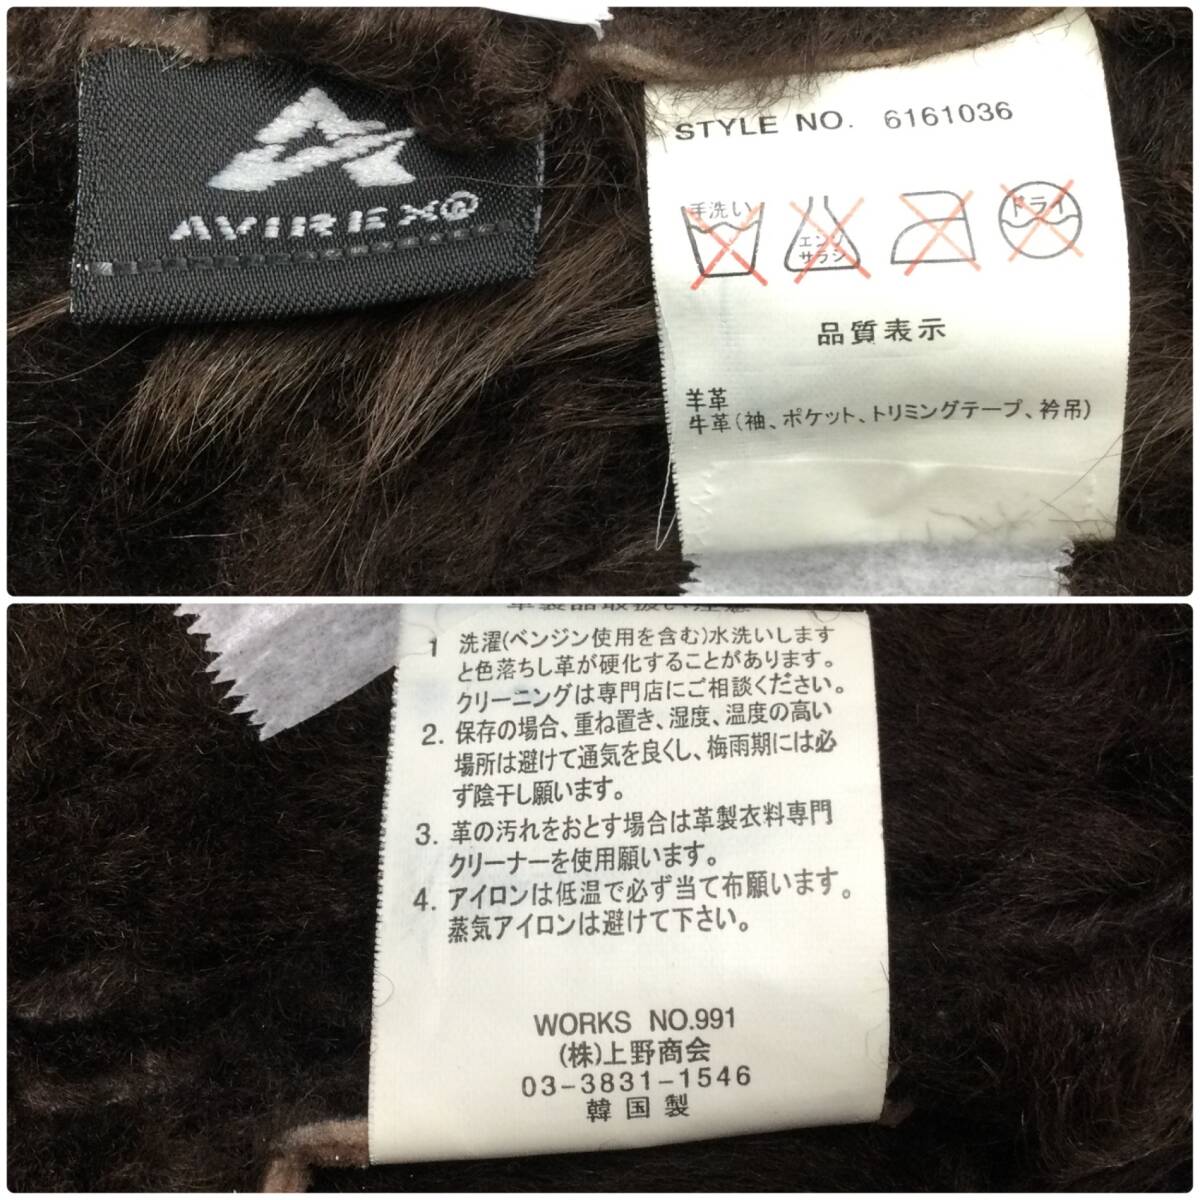 AVIREX
STYLE NO. 6161036
手洗い
エンソ
サラシ
ドライ
品質表示
羊革
牛革(袖、ポケット、トリミングテープ、衿吊)
革製品取扱い注意
1 洗濯(ベンジン使用を含む)水洗いします
と色落ちし革が硬化することがあります。
クリーニングは専門店にご相談ください。
2. 保存の場合、重ね置き、湿度、温度の高い
場所は避けて通気を良くし、梅雨期には必
ず陰干し願います。
3. 革の汚れをおとす場合は革製衣料専門
クリーナーを使用願います。
4. アイロンは低温で必ず当て布願います。
蒸気アイロンは避けて下さい。
WORKS NO.991
(株)上野商会
03-3831-1546
韓国製